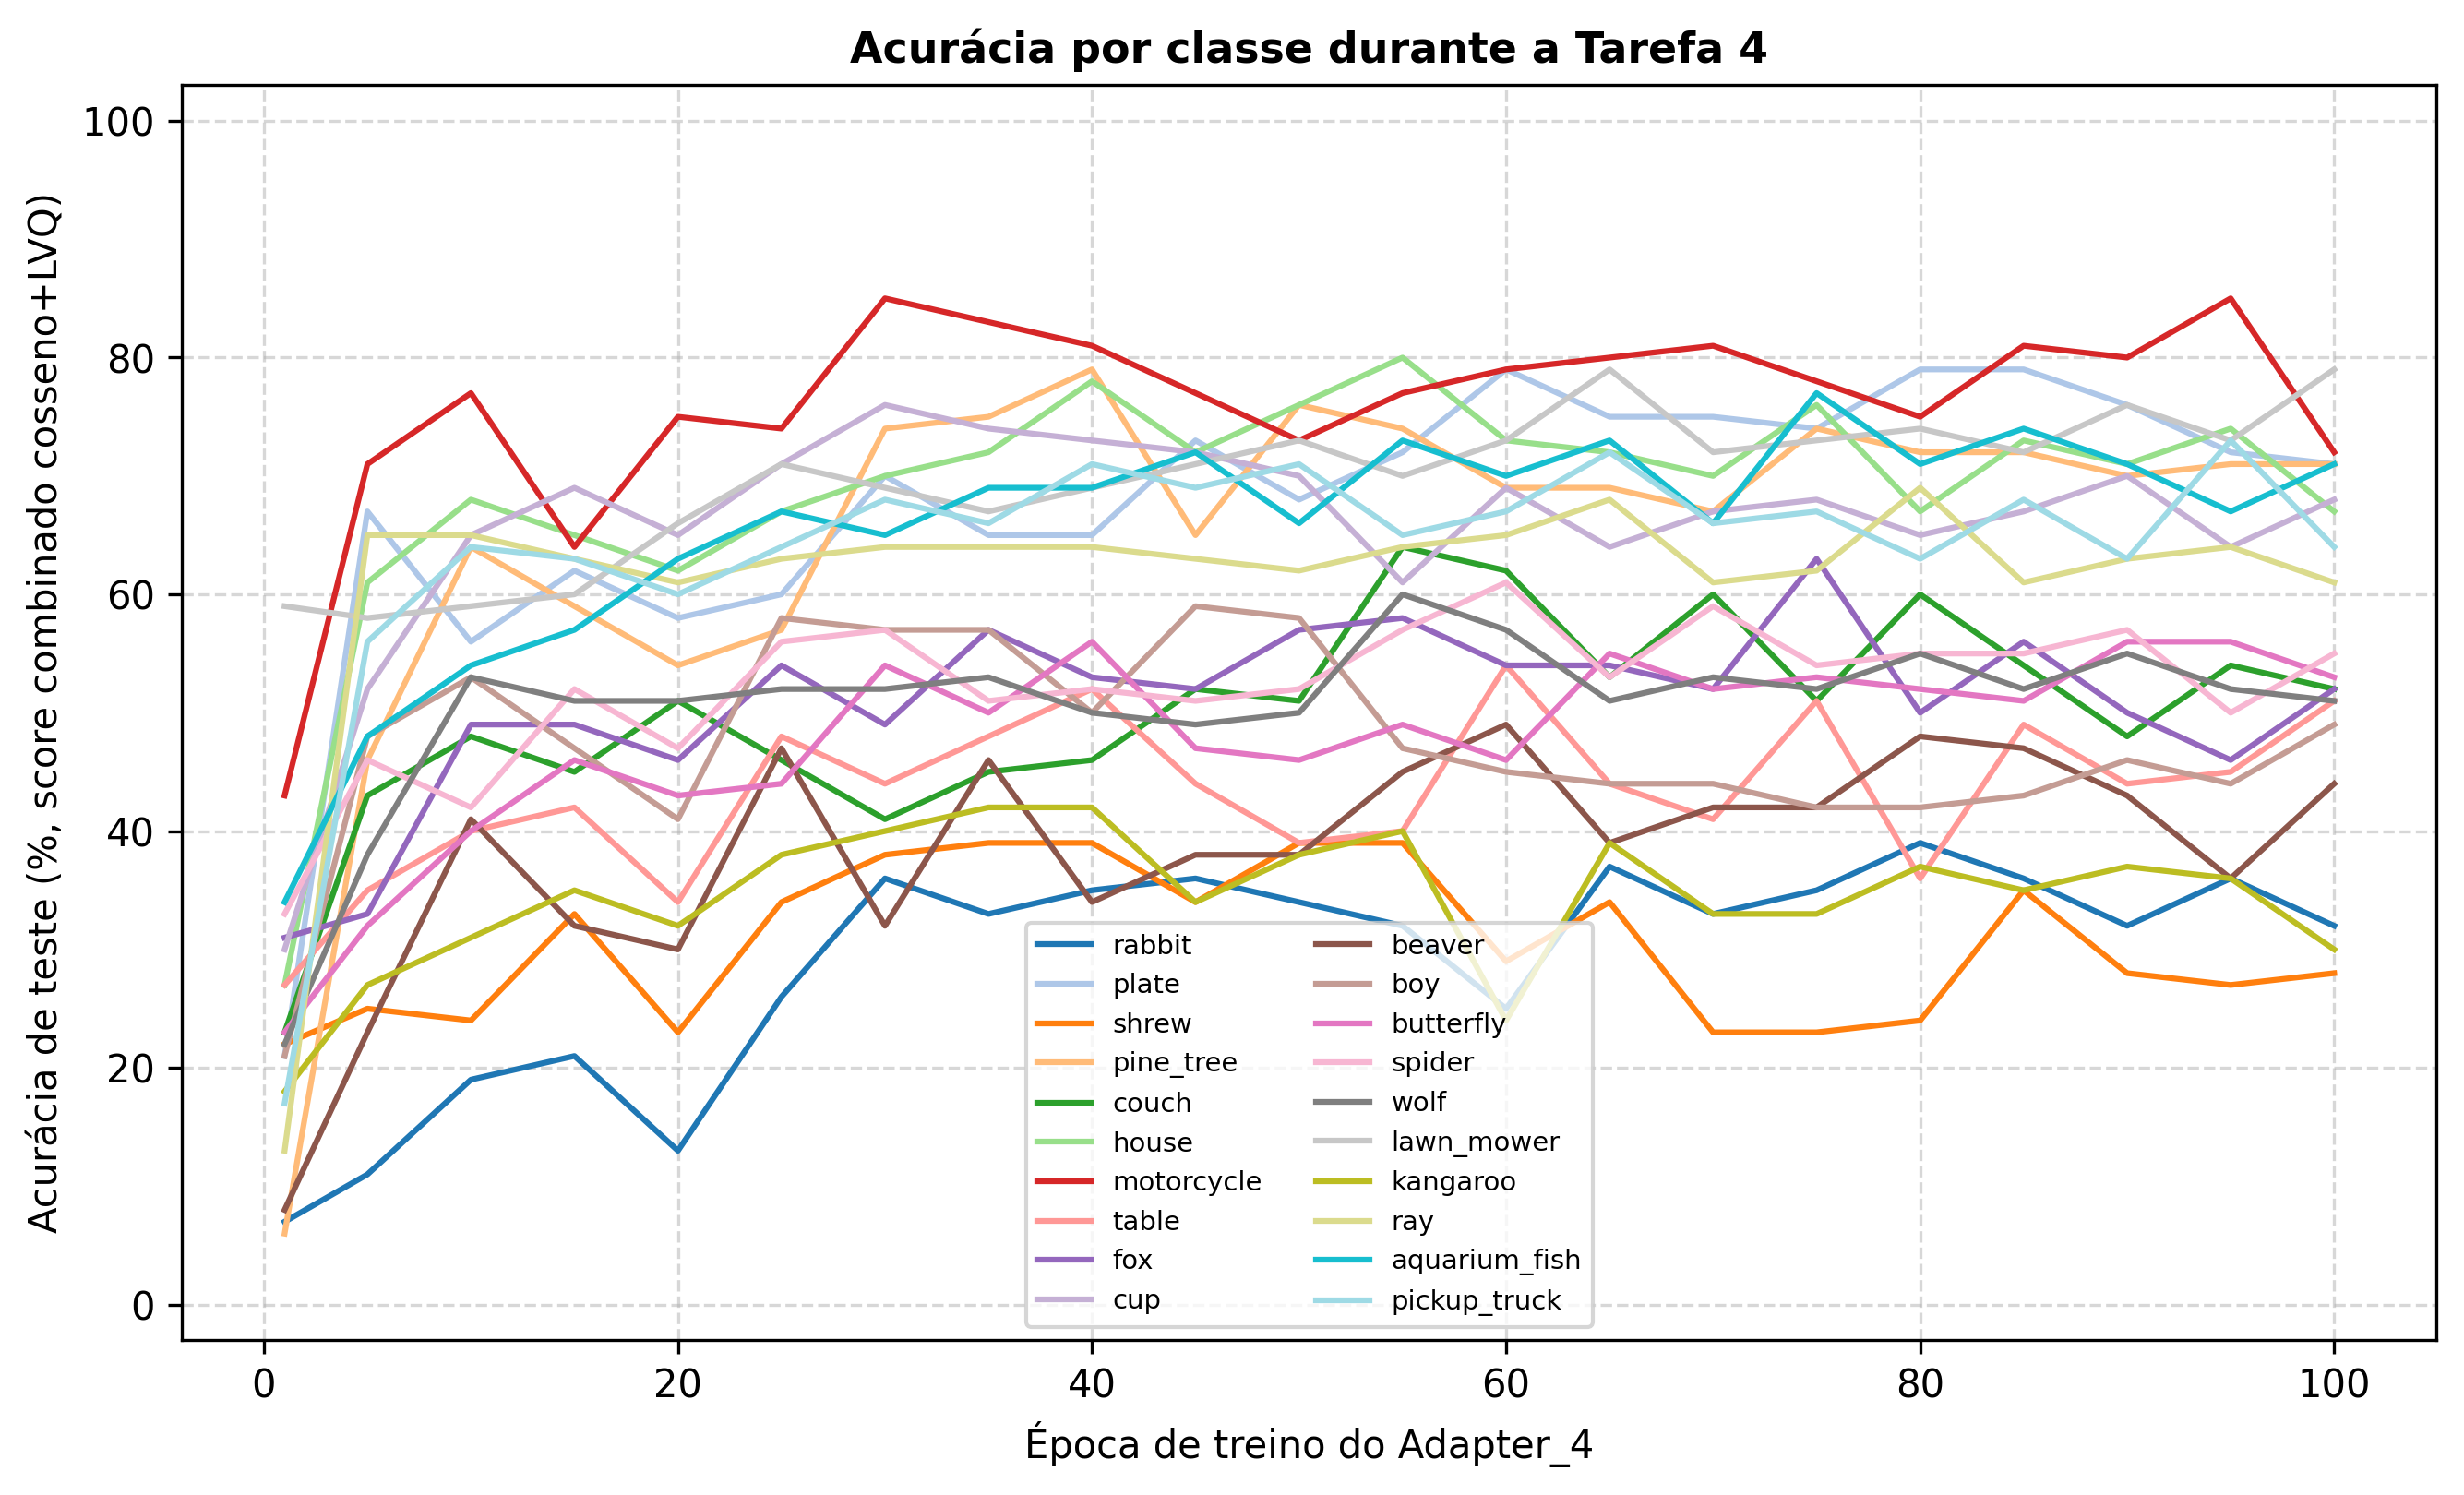 Acurácia por classe durante a Tarefa 4
Acurácia de teste (%, score combinado cosseno+LVQ)
100
80
60
40
20
0
rabbit
plate
shrew
pine_tree
couch
house
motorcycle
table
fox
cup
beaver
boy
butterfly
spider
wolf
lawn_mower
kangaroo
ray
aquarium_fish
pickup_truck
0 20 40 60 80 100
Época de treino do Adapter_4